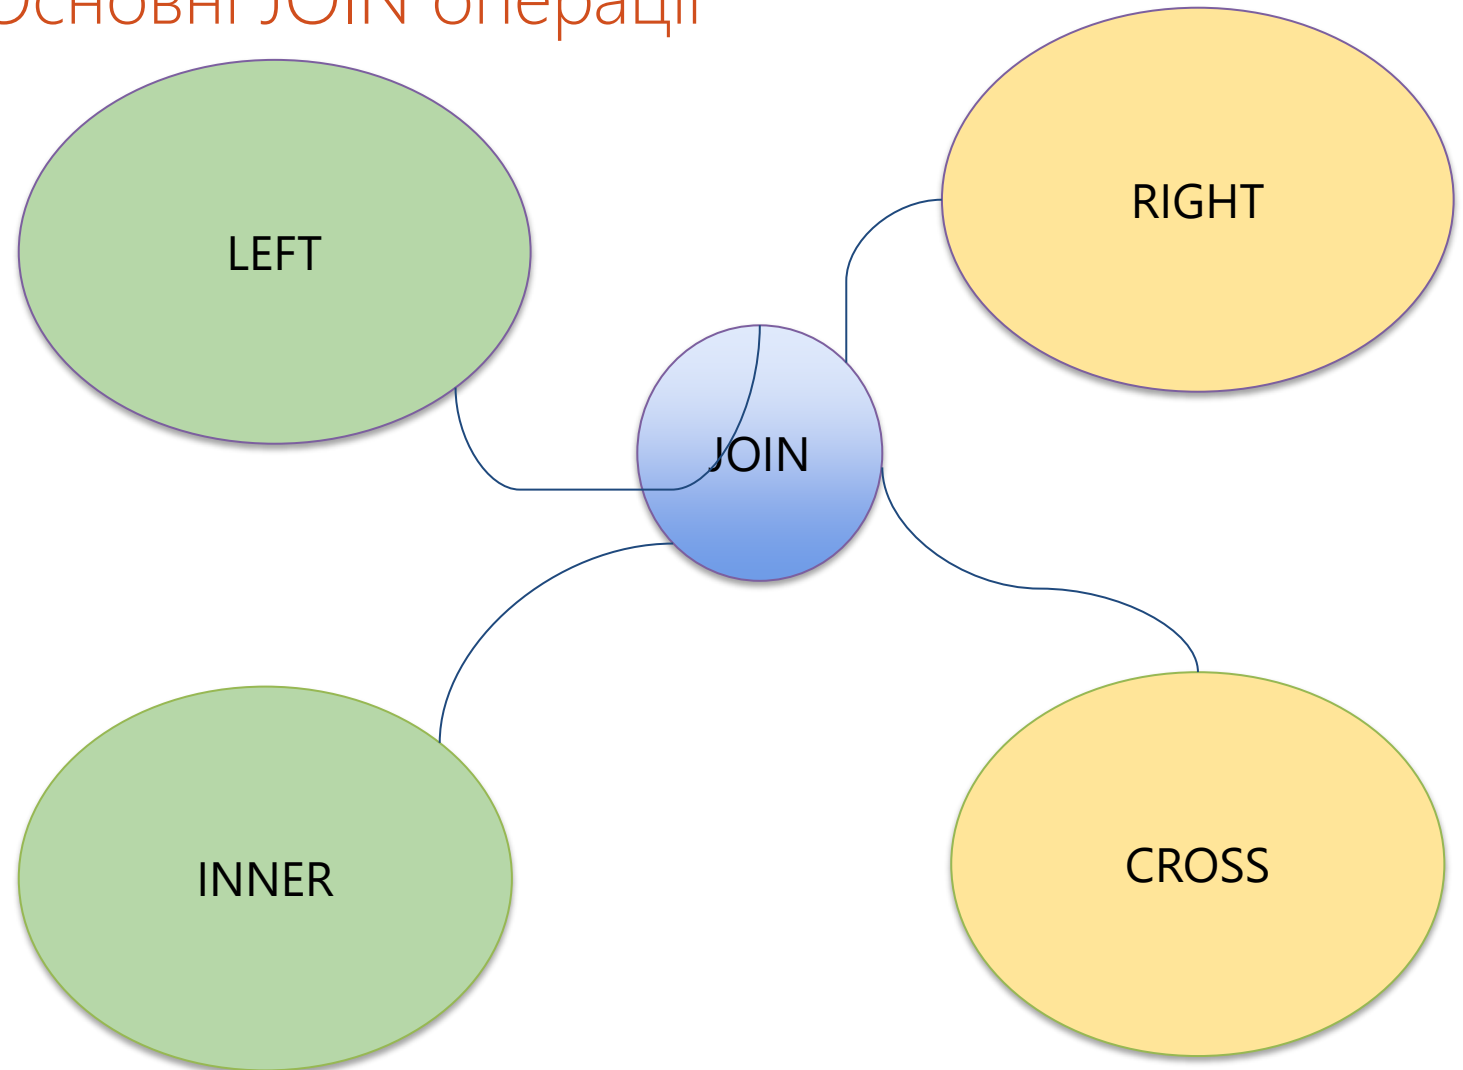 Основні JOIN операції
LEFT
RIGHT
JOIN
INNER
CROSS